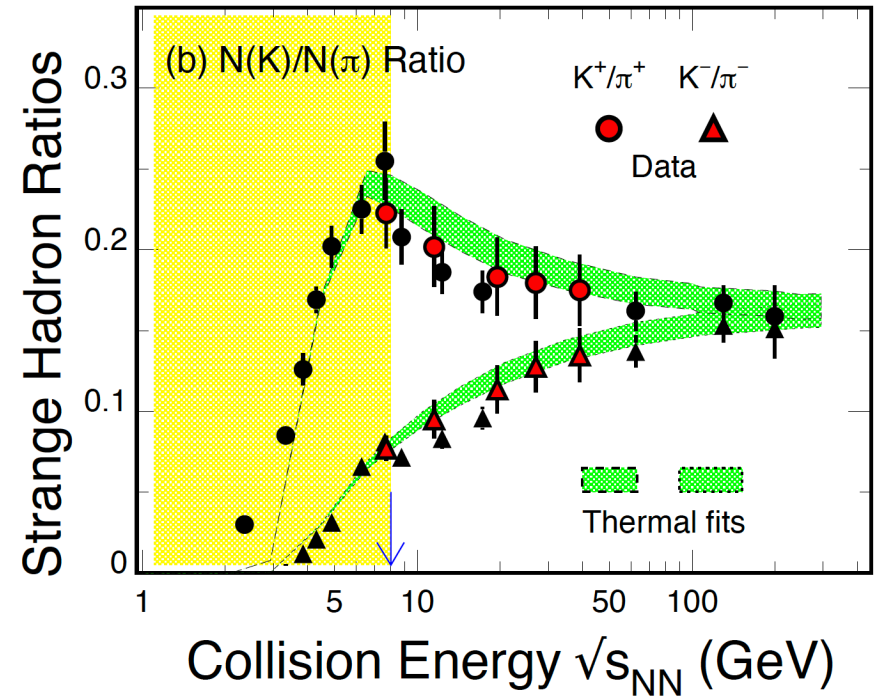 (b) N(K)/N(π) Ratio
K⁺/π⁺ K⁻/π⁻
Data
Thermal fits
Strange Hadron Ratios
0.3
0.2
0.1
0
1 5 10 50 100
Collision Energy √s_NN (GeV)